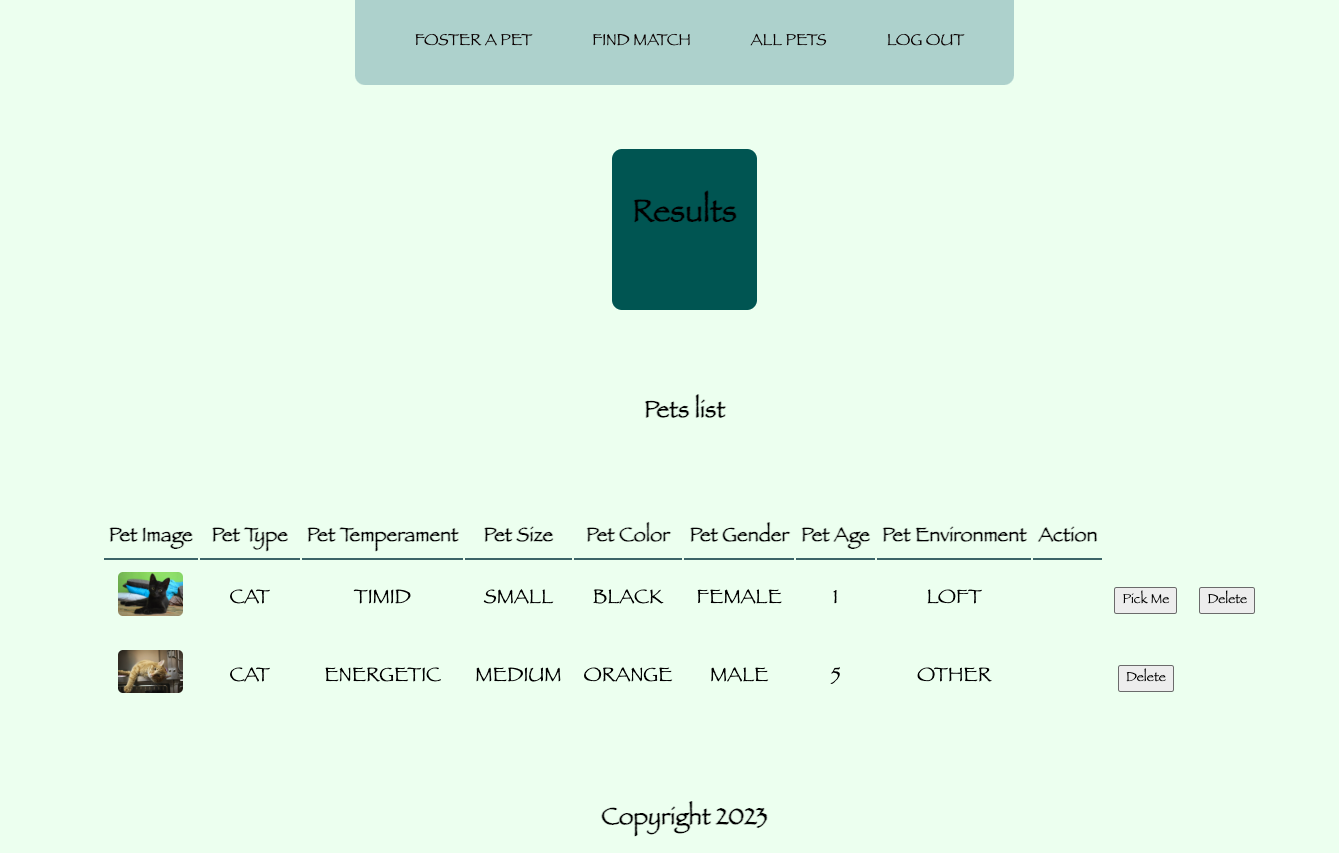 FOSTER A PET FIND MATCH ALL PETS LOG OUT
Results
Pets list
Pet Image Pet Type Pet Temperament Pet Size Pet Color Pet Gender Pet Age Pet Environment Action
CAT TIMID SMALL BLACK FEMALE 1 LOFT Pick Me Delete
CAT ENERGETIC MEDIUM ORANGE MALE 5 OTHER Delete
Copyright 2023